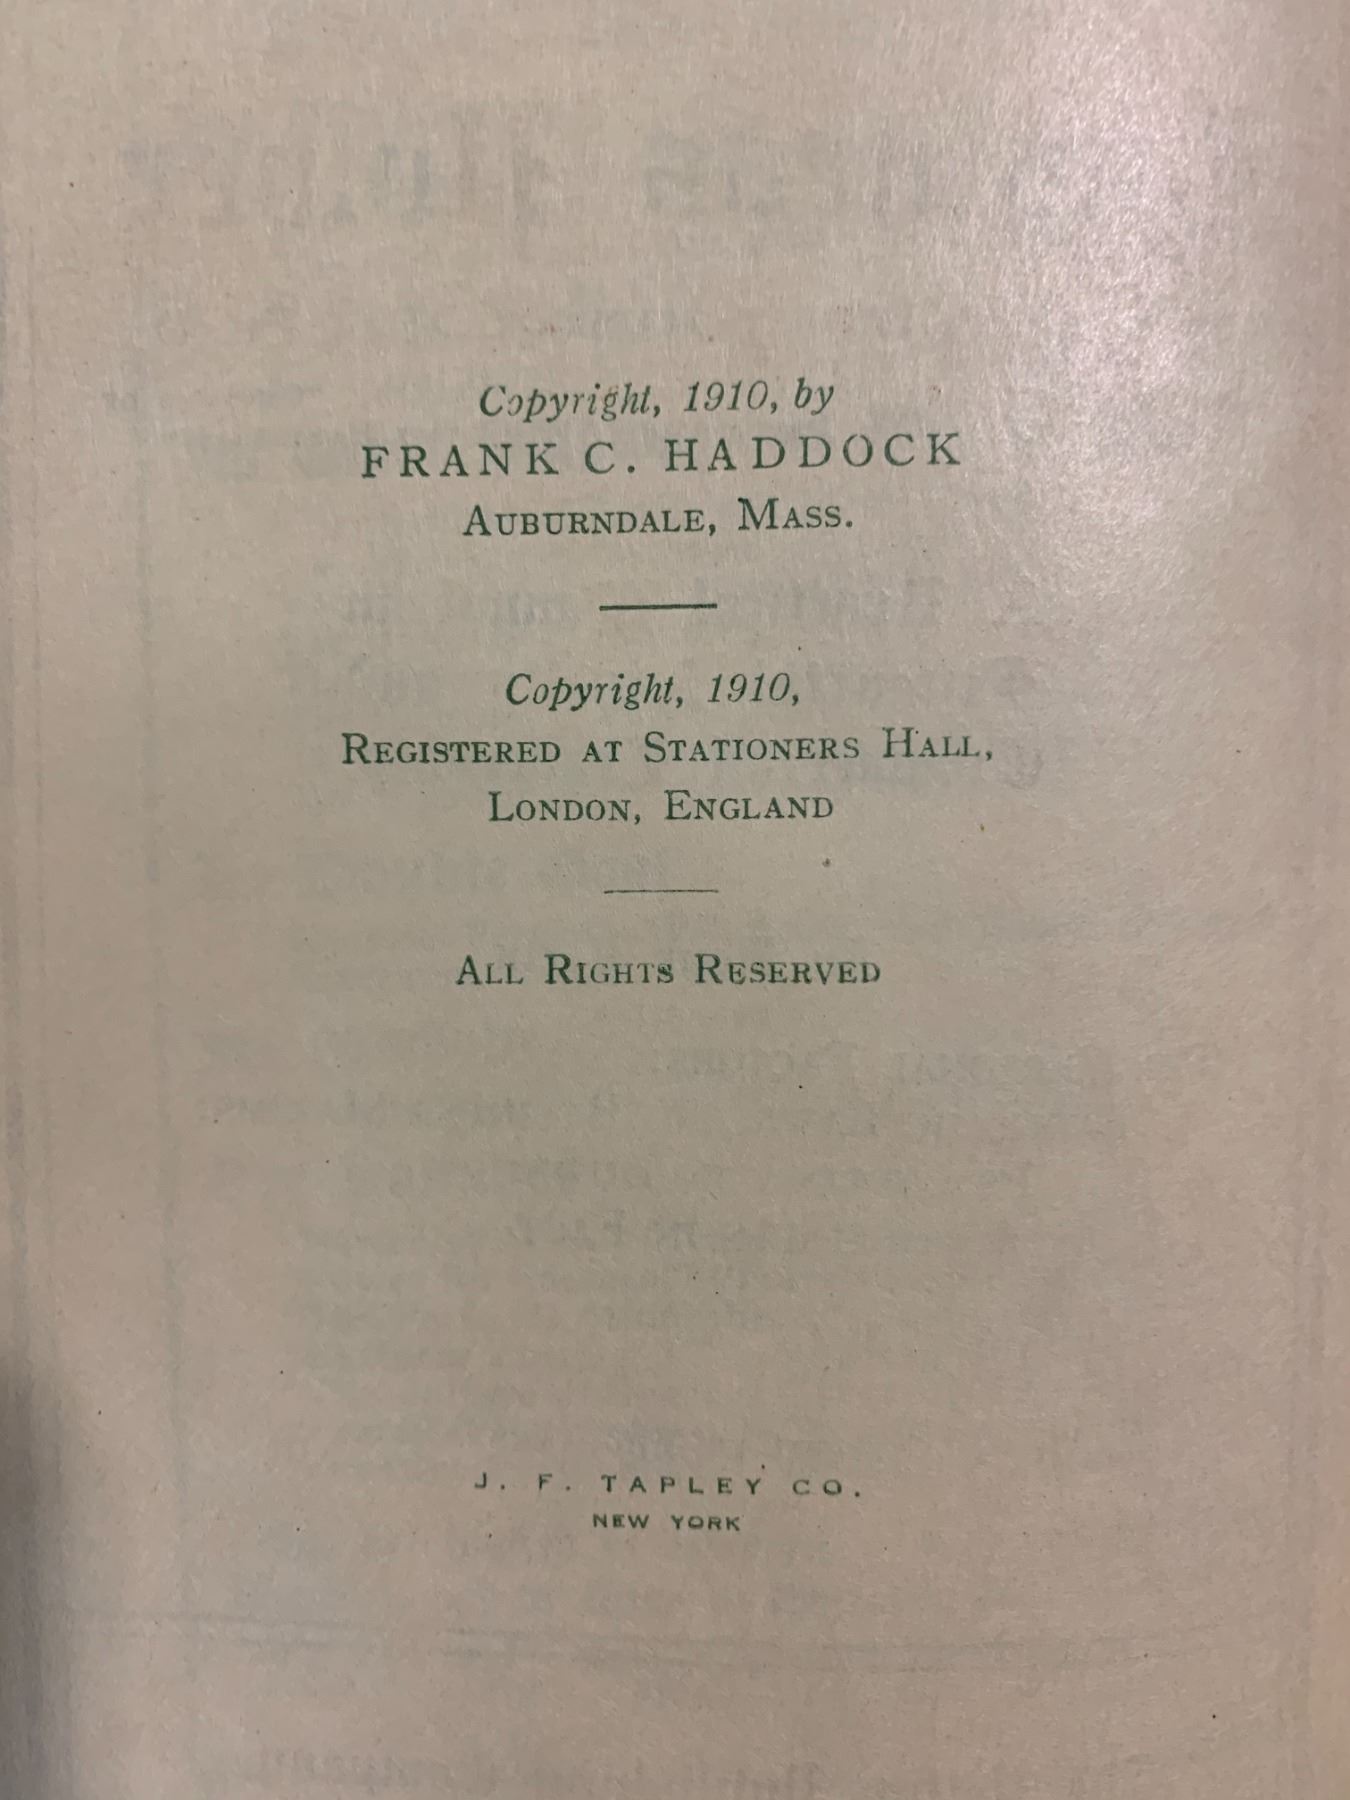 Copyright, 1910, by
FRANK C. HADDOCK
AUBURNDALE, MASS.
Copyright, 1910,
REGISTERED AT STATIONERS HALL,
LONDON, ENGLAND
ALL RIGHTS RESERVED
J. F. TAPLEY CO.
NEW YORK